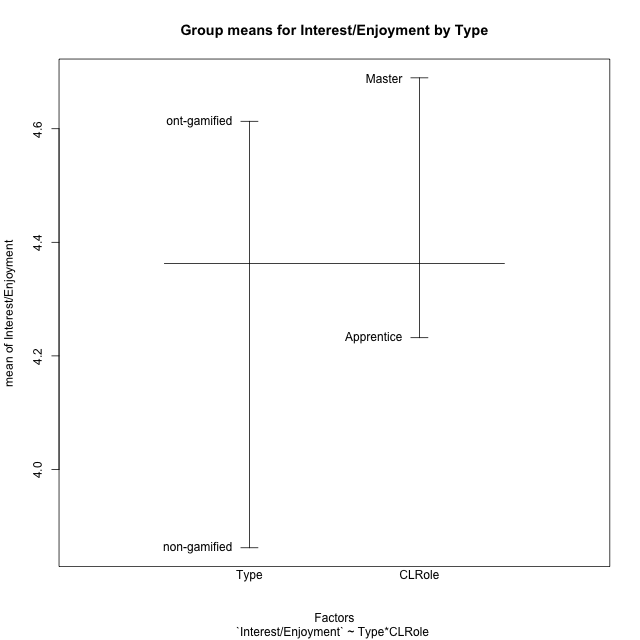 Group means for Interest/Enjoyment by Type
mean of Interest/Enjoyment
4.6
4.4
4.2
4.0
Master
ont-gamified
Apprentice
non-gamified
Type
CLRole
Factors
`Interest/Enjoyment` ~ Type*CLRole